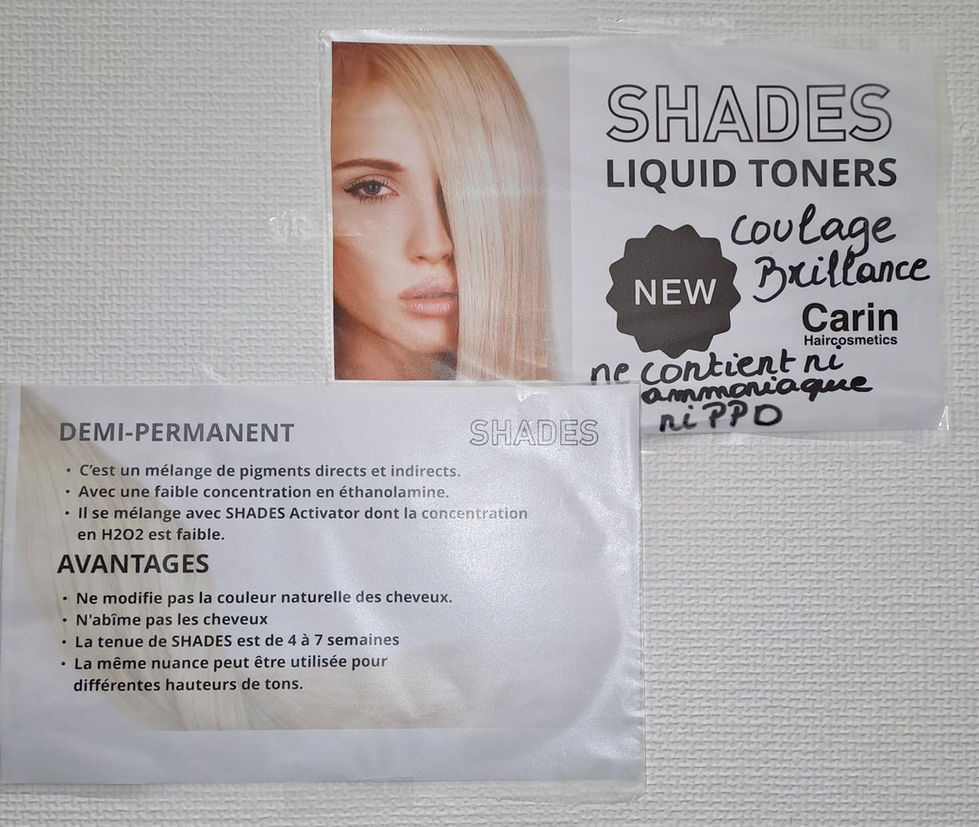 SHADES
LIQUID TONERS
coulage
Brillance
NEW
Carin
Haircosmetics
ne contient ni
ammoniaque
ni PPD
DEMI-PERMANENT
SHADES
• C'est un mélange de pigments directs et indirects.
• Avec une faible concentration en éthanolamine.
• Il se mélange avec SHADES Activator dont la concentration
en H2O2 est faible.
AVANTAGES
• Ne modifie pas la couleur naturelle des cheveux.
• N'abîme pas les cheveux
• La tenue de SHADES est de 4 à 7 semaines
• La même nuance peut être utilisée pour
différentes hauteurs de tons.